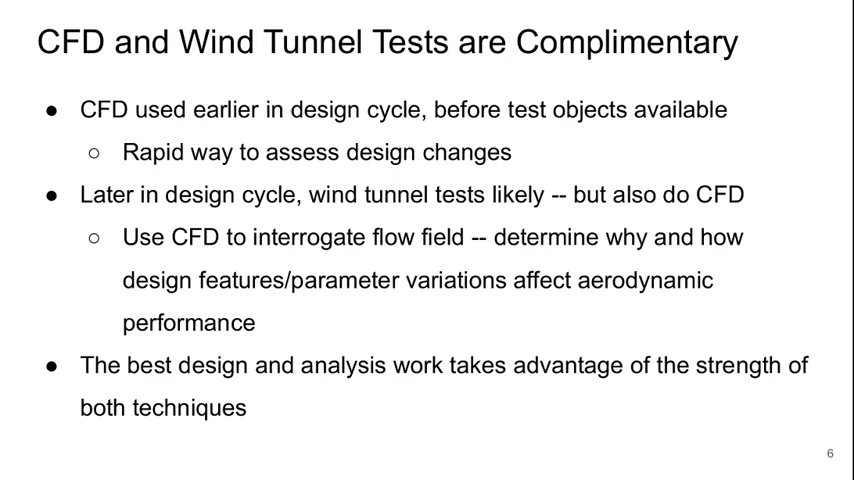 CFD and Wind Tunnel Tests are Complimentary
● CFD used earlier in design cycle, before test objects available
○ Rapid way to assess design changes
● Later in design cycle, wind tunnel tests likely -- but also do CFD
○ Use CFD to interrogate flow field -- determine why and how
design features/parameter variations affect aerodynamic
performance
● The best design and analysis work takes advantage of the strength of
both techniques
6